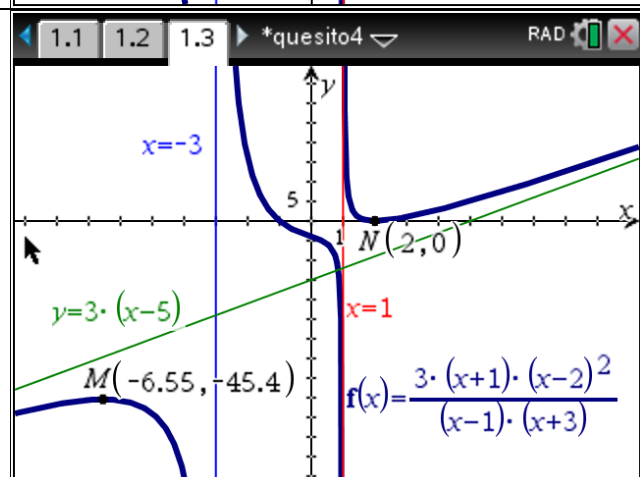 1.1 1.2 1.3 *quesito4 RAD
y
x=-3
5
x
1 N(2,0)
y=3·(x-5)
x=1
M(-6.55,-45.4)
f(x)=3·(x+1)·(x-2)²/(x-1)·(x+3)